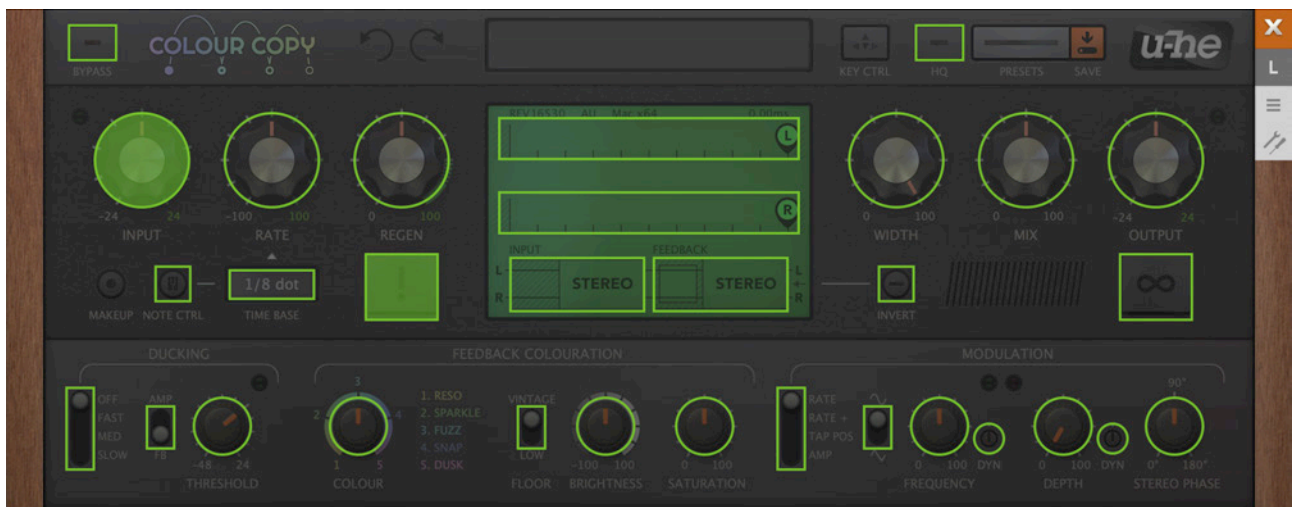 COLOUR COPY
u-he
X
BYPASS
KEY CTRL
HQ
PRESETS
SAVE
L
REV16530 AU Mac x64 0.00ms
L
R
-24 24
-100 100
0 100
0 100
0 100
-24 24
INPUT
RATE
REGEN
WIDTH
MIX
OUTPUT
INPUT
FEEDBACK
L
R
STEREO
STEREO
L
R
1/8 dot
∞
MAKEUP
NOTE CTRL
TIME BASE
INVERT
DUCKING
FEEDBACK COLOURATION
MODULATION
OFF
FAST
MED
SLOW
AMP
FB
-48 24
THRESHOLD
1
2
3
4
5
COLOUR
1. RESO
2. SPARKLE
3. FUZZ
4. SNAP
5. DUSK
VINTAGE
LOW
FLOOR
-100 100
BRIGHTNESS
0 100
SATURATION
RATE
RATE +
TAP POS
AMP
0 100
DYN
FREQUENCY
0 100
DYN
DEPTH
90°
0° 180°
STEREO PHASE